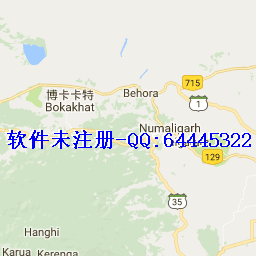 715
博卡卡特
Behora
Bokakhat
1
Numaligarh
软件未注册-QQ:64445322
129
35
Hanghi
Karua
Kerenga